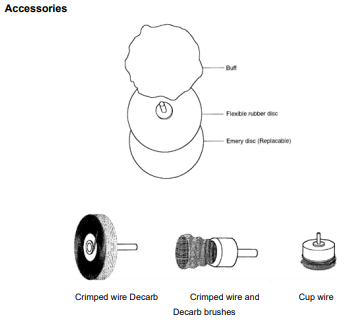 Accessories
Buff
Flexible rubber disc
Emery disc (Replacable)
Crimped wire Decarb
Crimped wire and
Decarb brushes
Cup wire